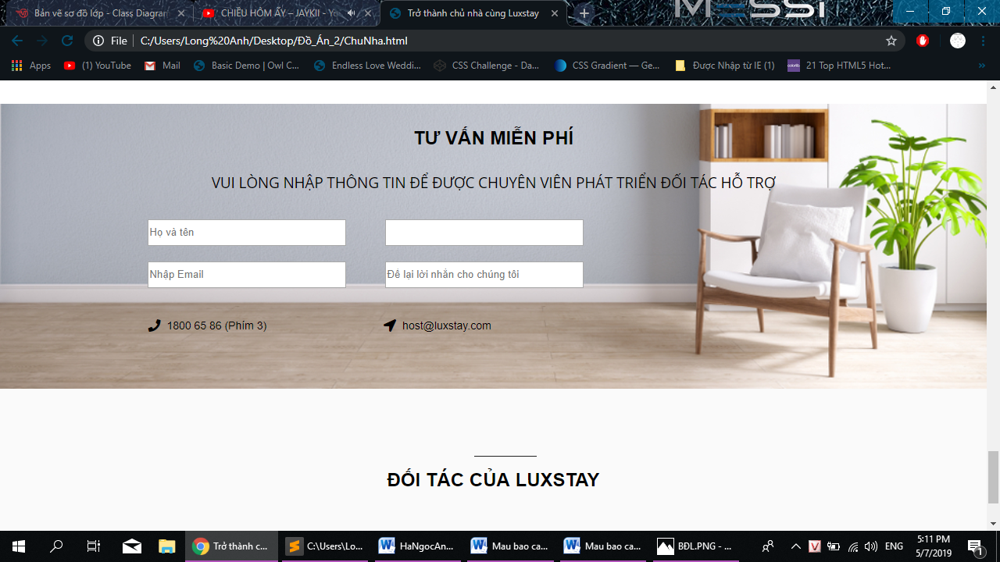 Bản vẽ sơ đồ lớp - Class Diagram
CHIỀU HÔM ẤY – JAYKII - Yo
Trở thành chủ nhà cùng Luxstay
MESSI
File
C:/Users/Long%20Anh/Desktop/Đồ_Án_2/ChuNha.html
Apps
(1) YouTube
Mail
Basic Demo | Owl C...
Endless Love Weddi...
CSS Challenge - Da...
CSS Gradient — Ge...
Được Nhập từ IE (1)
21 Top HTML5 Hot...
»
TƯ VẤN MIỄN PHÍ
VUI LÒNG NHẬP THÔNG TIN ĐỂ ĐƯỢC CHUYÊN VIÊN PHÁT TRIỂN ĐỐI TÁC HỖ TRỢ
Họ và tên
Nhập Email
Để lại lời nhắn cho chúng tôi
1800 65 86 (Phím 3)
host@luxstay.com
ĐỐI TÁC CỦA LUXSTAY
Trở thành c...
C:\Users\Lo...
HaNgocAn...
Mau bao ca...
Mau bao ca...
BĐL.PNG - ...
ENG
5:11 PM
5/7/2019
1